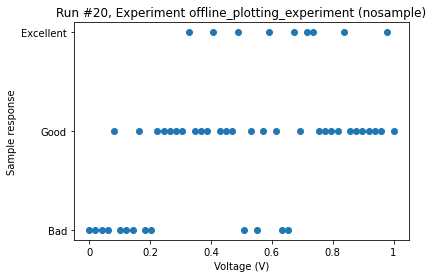 Run #20, Experiment offline_plotting_experiment (nosample)
Excellent
Good
Bad
Sample response
0 0.2 0.4 0.6 0.8 1
Voltage (V)